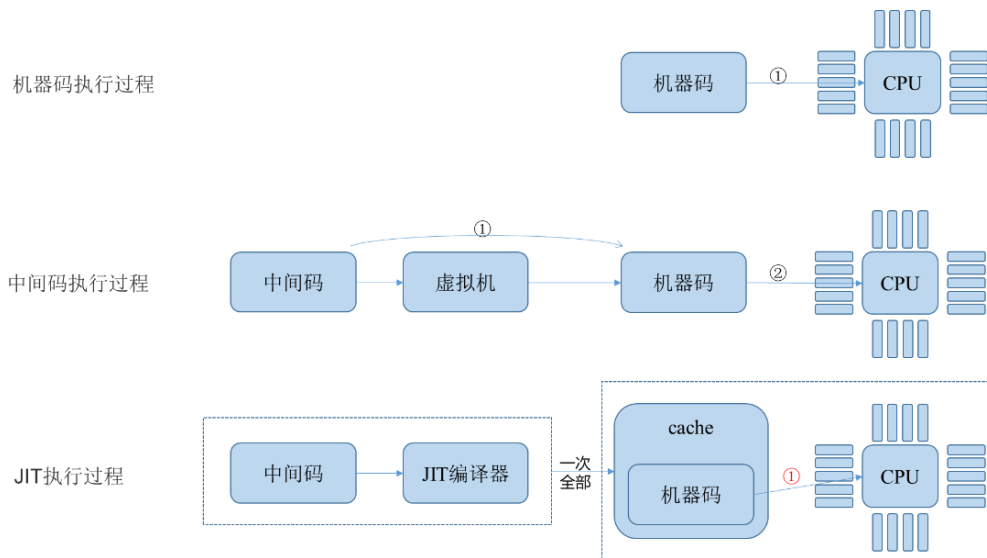 机器码执行过程
机器码
①
CPU
①
中间码执行过程
中间码
虚拟机
机器码
②
CPU
cache
JIT执行过程
中间码
JIT编译器
一次
全部
机器码
①
CPU